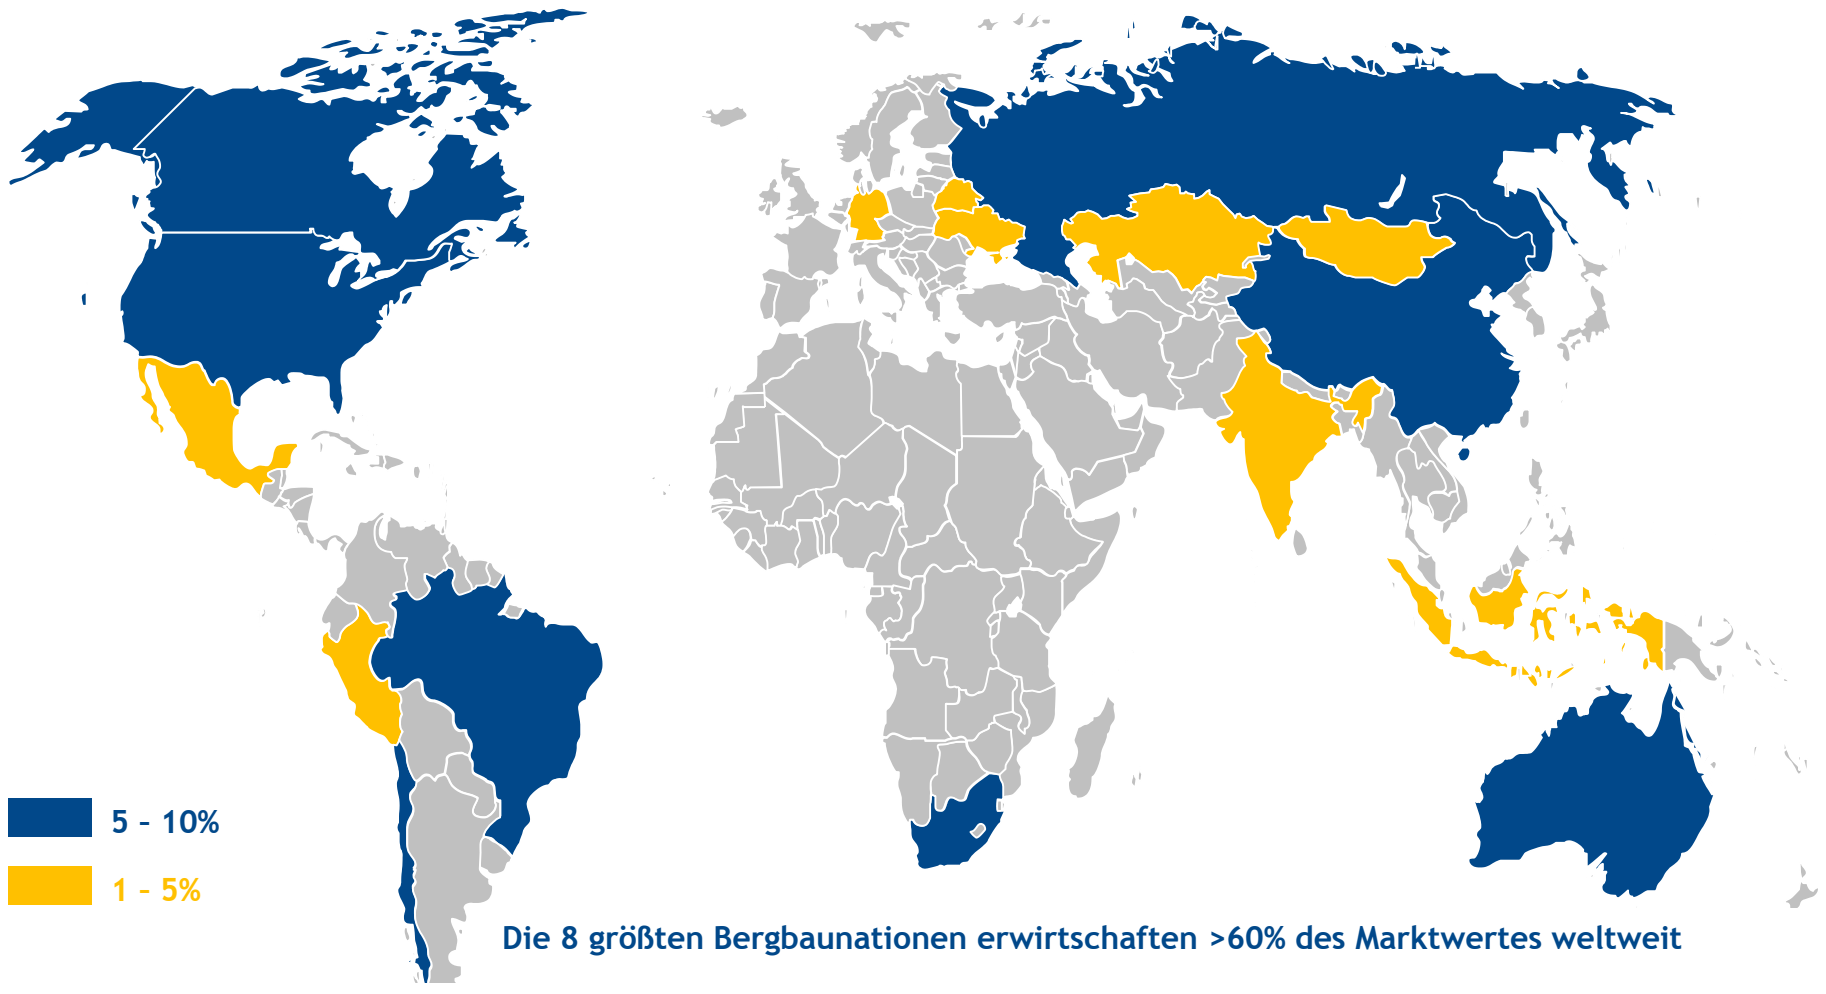 5 – 10%
1 – 5%
Die 8 größten Bergbaunationen erwirtschaften >60% des Marktwertes weltweit